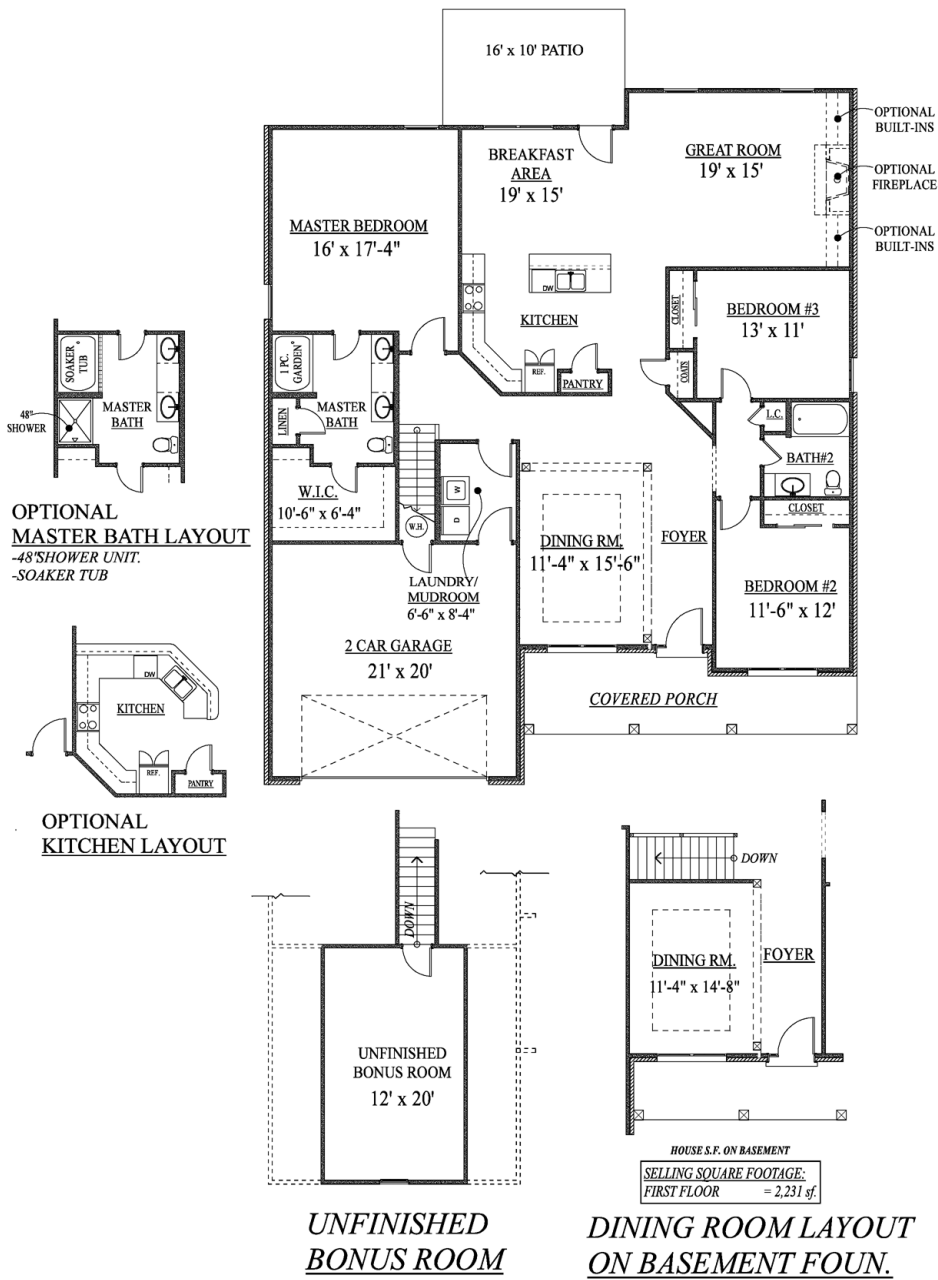 16' x 10' PATIO
OPTIONAL
BUILT-INS
BREAKFAST
AREA
19' x 15'
GREAT ROOM
19' x 15'
OPTIONAL
FIREPLACE
MASTER BEDROOM
16' x 17'-4"
OPTIONAL
BUILT-INS
DW
KITCHEN
REF.
PANTRY
CLOSET
BEDROOM #3
13' x 11'
COATS
SOAKER
TUB
48"
SHOWER
MASTER
BATH
OPTIONAL
MASTER BATH LAYOUT
-48"SHOWER UNIT.
-SOAKER TUB
1 PC.
GARDEN
LINEN
MASTER
BATH
W.I.C.
10'-6" x 6'-4"
W
D
W.H.
L.C.
BATH#2
CLOSET
DINING RM.
11'-4" x 15'-6"
FOYER
BEDROOM #2
11'-6" x 12'
LAUNDRY/
MUDROOM
6'-6" x 8'-4"
2 CAR GARAGE
21' x 20'
COVERED PORCH
DW
KITCHEN
REF.
PANTRY
OPTIONAL
KITCHEN LAYOUT
DOWN
UNFINISHED
BONUS ROOM
12' x 20'
UNFINISHED
BONUS ROOM
DOWN
DINING RM.
11'-4" x 14'-8"
FOYER
HOUSE S.F. ON BASEMENT
SELLING SQUARE FOOTAGE:
FIRST FLOOR = 2,231 sf.
DINING ROOM LAYOUT
ON BASEMENT FOUN.